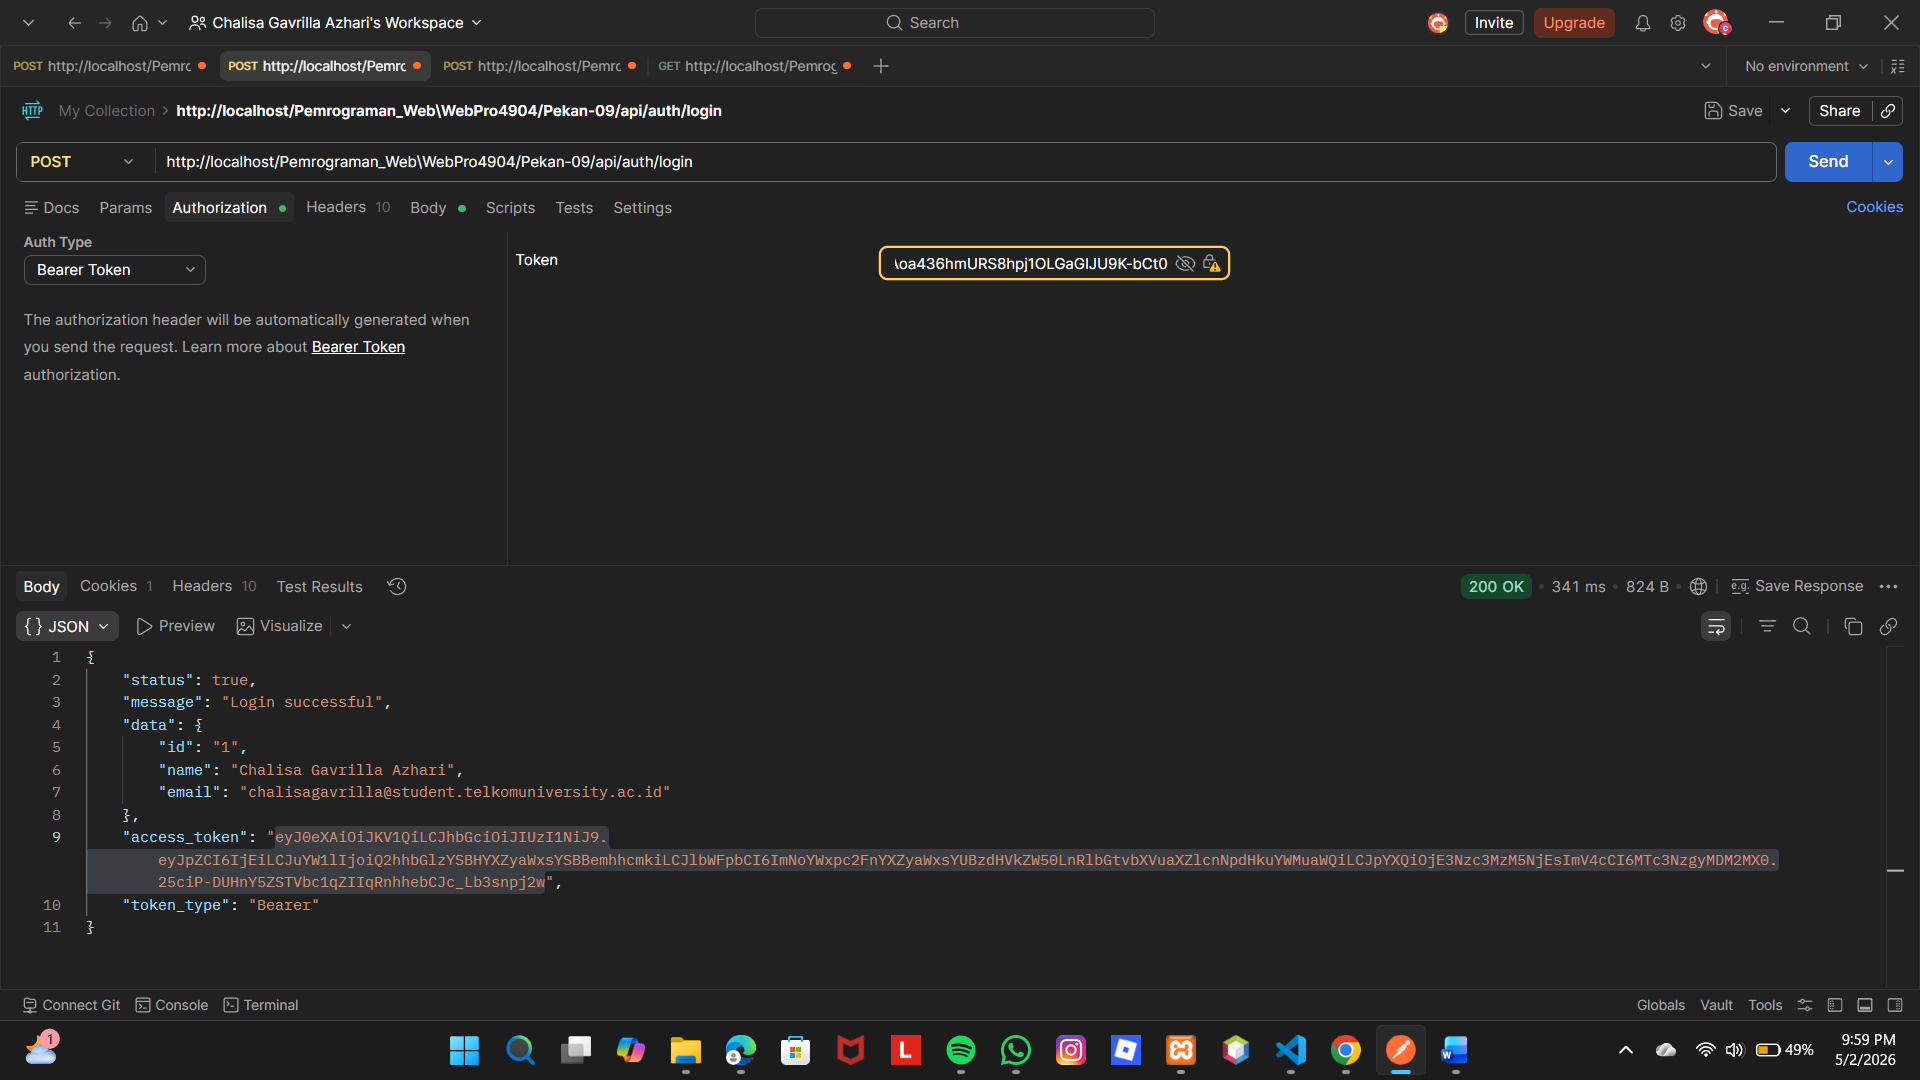 Chalisa Gavrilla Azhari's Workspace
Search
Invite
Upgrade
POST http://localhost/Pemrc
POST http://localhost/Pemrc
POST http://localhost/Pemrc
GET http://localhost/Pemrog
No environment
HTTP My Collection > http://localhost/Pemrograman_Web\WebPro4904/Pekan-09/api/auth/login
Save
Share
POST http://localhost/Pemrograman_Web\WebPro4904/Pekan-09/api/auth/login
Send
Docs Params Authorization Headers 10 Body Scripts Tests Settings
Cookies
Auth Type
Bearer Token
The authorization header will be automatically generated when
you send the request. Learn more about Bearer Token
authorization.
Token
oa436hmURS8hpj1OLGaGlJU9K-bCt0
Body Cookies 1 Headers 10 Test Results
200 OK • 341 ms • 824 B
e.g. Save Response
{} JSON Preview Visualize
1 {
2 "status": true,
3 "message": "Login successful",
4 "data": {
5 "id": "1",
6 "name": "Chalisa Gavrilla Azhari",
7 "email": "chalisagavrilla@student.telkomuniversity.ac.id"
8 },
9 "access_token": "eyJ0eXAiOiJKV1QiLCJhbGciOiJIUzI1NiJ9.
eyJpZCI6IjEiLCJuYW1lIjoiQ2hhbGlzYSBHYXZyaWxsYSBBemhhcmkiLCJlbWFpbCI6ImNoYWxpc2FnYXZyaWxsYUBzdHVkZW50LnRlbGtvbXVuaXZlcnNpdHkuYWMuaWQiLCJpYXQiOjE3Nzc3MzM5NjEsImV4cCI6MTc3NzgyMDM2MX0.
25ciP-DUHnY5ZSTVbc1qZIIqRnhhebCJc_Lb3snpj2w",
10 "token_type": "Bearer"
11 }
Connect Git Console Terminal
Globals Vault Tools
1
49%
9:59 PM
5/2/2026